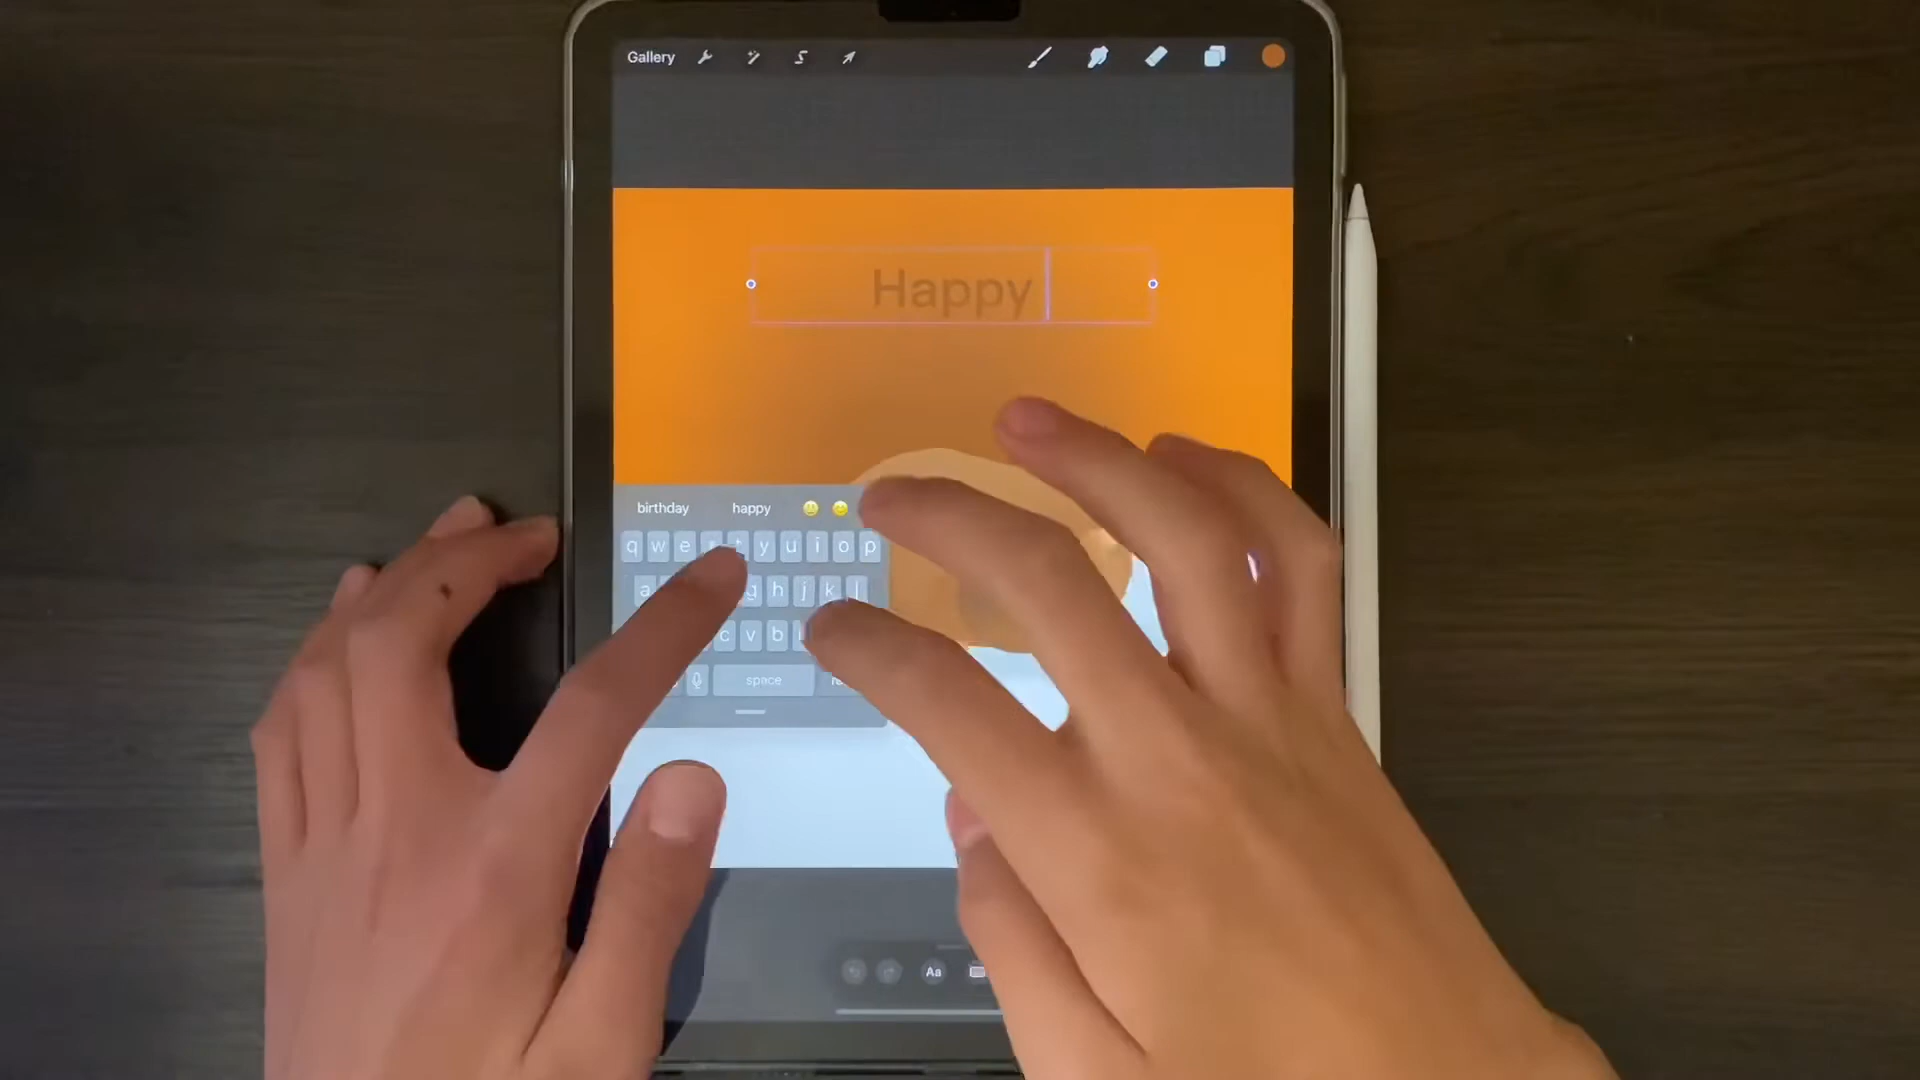 Gallery
Happy
birthday happy
q w e t y u i o p
a g h j k l
c v b
space
Aa